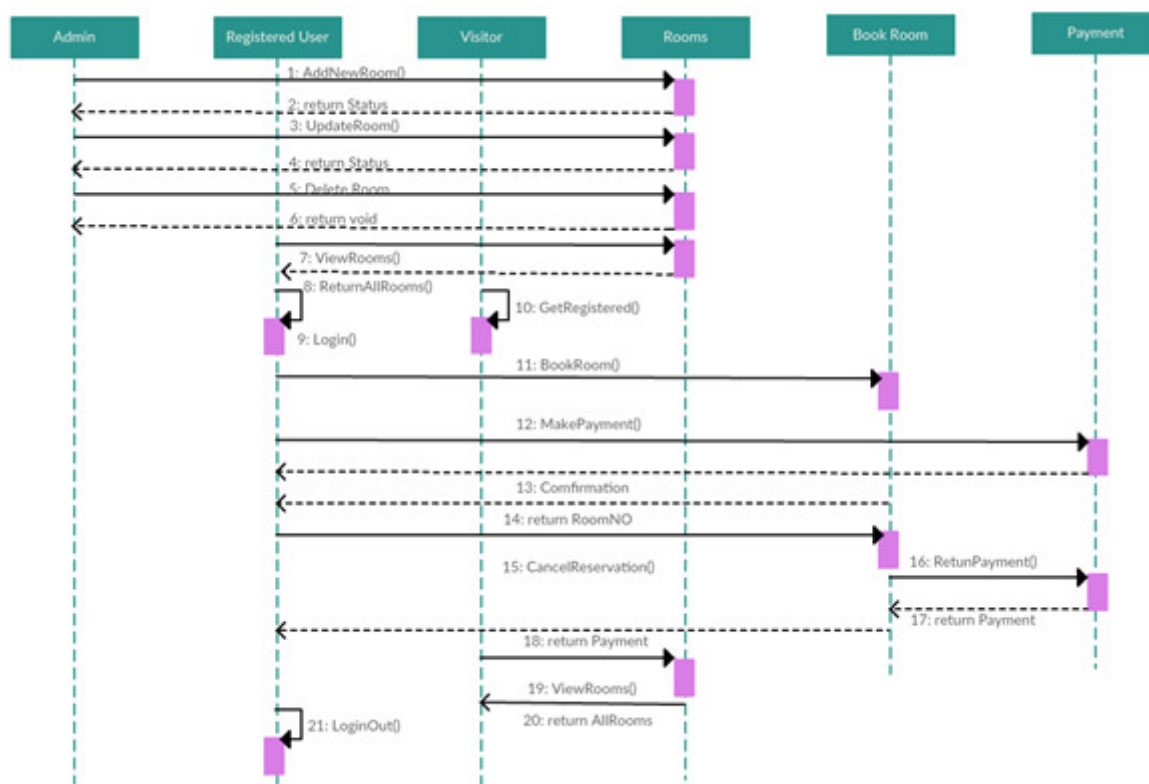 Admin
Registered User
Visitor
Rooms
Book Room
Payment
1: AddNewRoom()
2: return Status
3: UpdateRoom()
4: return Status
5: Delete Room
6: return void
7: ViewRooms()
8: ReturnAllRooms()
10: GetRegistered()
9: Login()
11: BookRoom()
12: MakePayment()
13: Comfirmation
14: return RoomNO
15: CancelReservation()
16: RetunPayment()
17: return Payment
18: return Payment
19: ViewRooms()
20: return AllRooms
21: LoginOut()